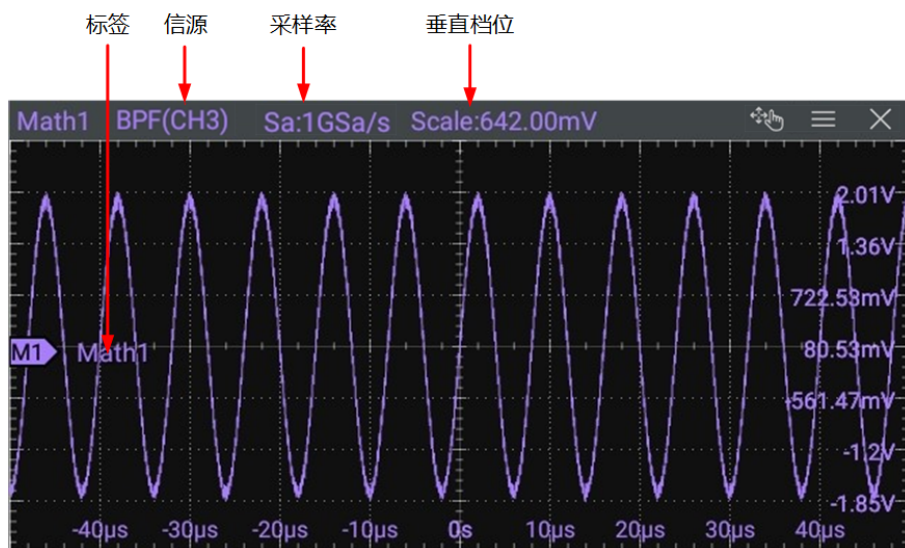 标签 信源 采样率 垂直档位
Math1 BPF(CH3) Sa:1GSa/s Scale:642.00mV
2.01V
1.36V
722.53mV
M1 Math1 80.53mV
-561.47mV
-1.2V
-1.85V
-40μs -30μs -20μs -10μs 0s 10μs 20μs 30μs 40μs